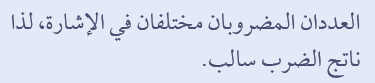 العددان المضروبان مختلفان في الإشارة، لذا
ناتج الضرب سالب.